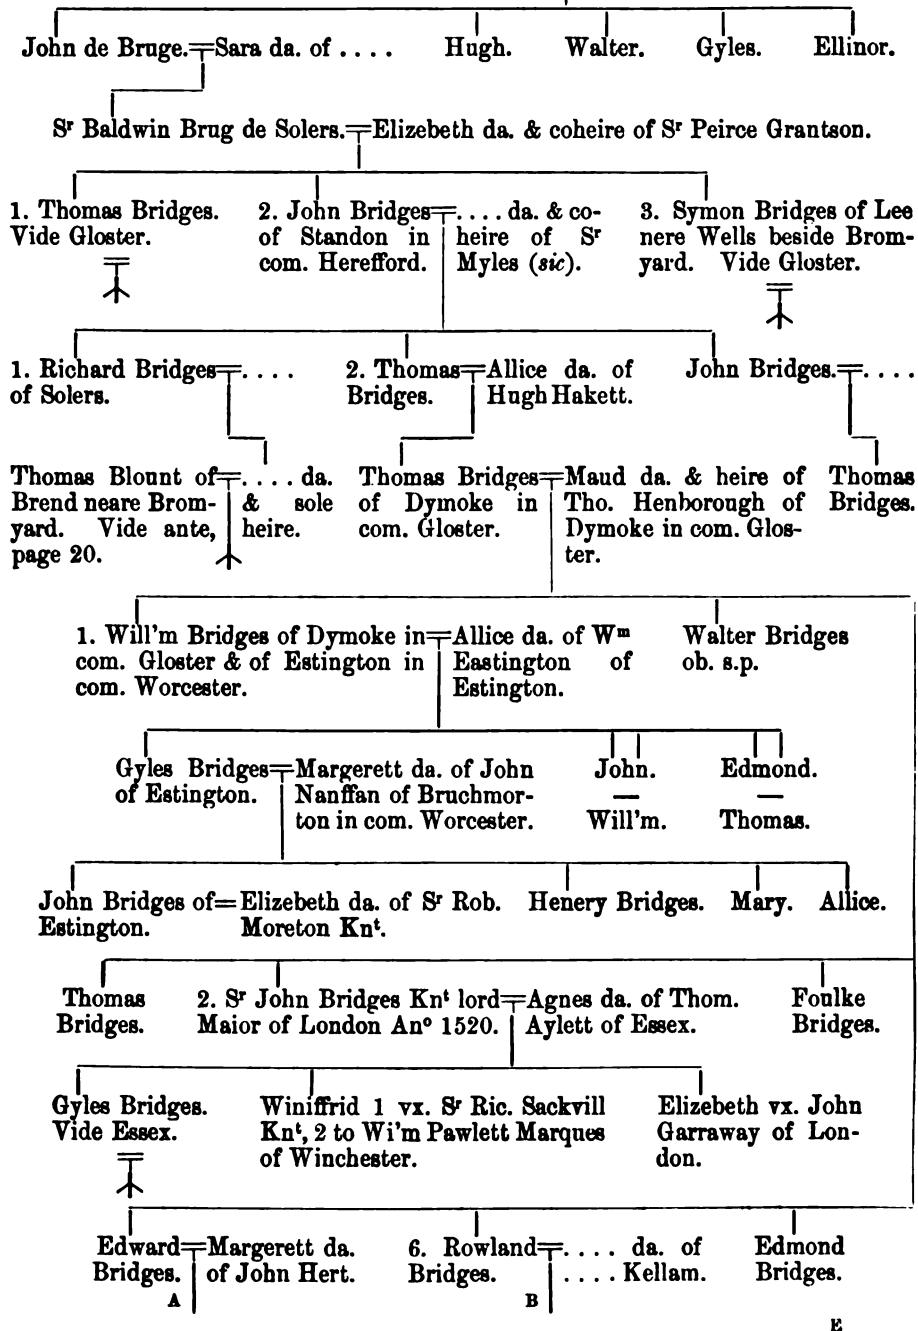 John de Bruge.╤Sara da. of . . . . Hugh. Walter. Gyles. Ellinor.
Sʳ Baldwin Brug de Solers.╤Elizebeth da. & coheire of Sʳ Peirce Grantson.
1. Thomas Bridges.
Vide Gloster.
2. John Bridges╤
of Standon in
com. Herefford.
. . . . da. & co-
heire of Sʳ
Myles (sic).
3. Symon Bridges of Lee
nere Wells beside Brom-
yard. Vide Gloster.
1. Richard Bridges╤. . . .
of Solers.
2. Thomas╤
Bridges.
Allice da. of
Hugh Hakett.
John Bridges.╤. . . .
Thomas Blount of╤
Brend neare Brom-
yard. Vide ante,
page 20.
. . . . da.
& sole
heire.
Thomas Bridges╤
of Dymoke in
com. Gloster.
Maud da. & heire of
Tho. Henborough of
Dymoke in com. Glos-
ter.
Thomas
Bridges.
1. Will'm Bridges of Dymoke in╤
com. Gloster & of Estington in
com. Worcester.
Allice da. of Wᵐ
Eastington of
Estington.
Walter Bridges
ob. s.p.
Gyles Bridges╤
of Estington.
Margerett da. of John
Nanffan of Bruchmor-
ton in com. Worcester.
John.
—
Will'm.
Edmond.
—
Thomas.
John Bridges of=
Estington.
Elizebeth da. of Sʳ Rob.
Moreton Knᵗ.
Henery Bridges.
Mary.
Allice.
Thomas
Bridges.
2. Sʳ John Bridges Knᵗ lord╤
Maior of London Anº 1520.
Agnes da. of Thom.
Aylett of Essex.
Foulke
Bridges.
Gyles Bridges.
Vide Essex.
Winiffrid 1 vx. Sʳ Ric. Sackvill
Knᵗ, 2 to Wi'm Pawlett Marques
of Winchester.
Elizebeth vx. John
Garraway of Lon-
don.
Edward╤
Bridges.
A
Margerett da.
of John Hert.
6. Rowland╤
Bridges.
B
. . . . da. of
. . . . Kellam.
Edmond
Bridges.
E